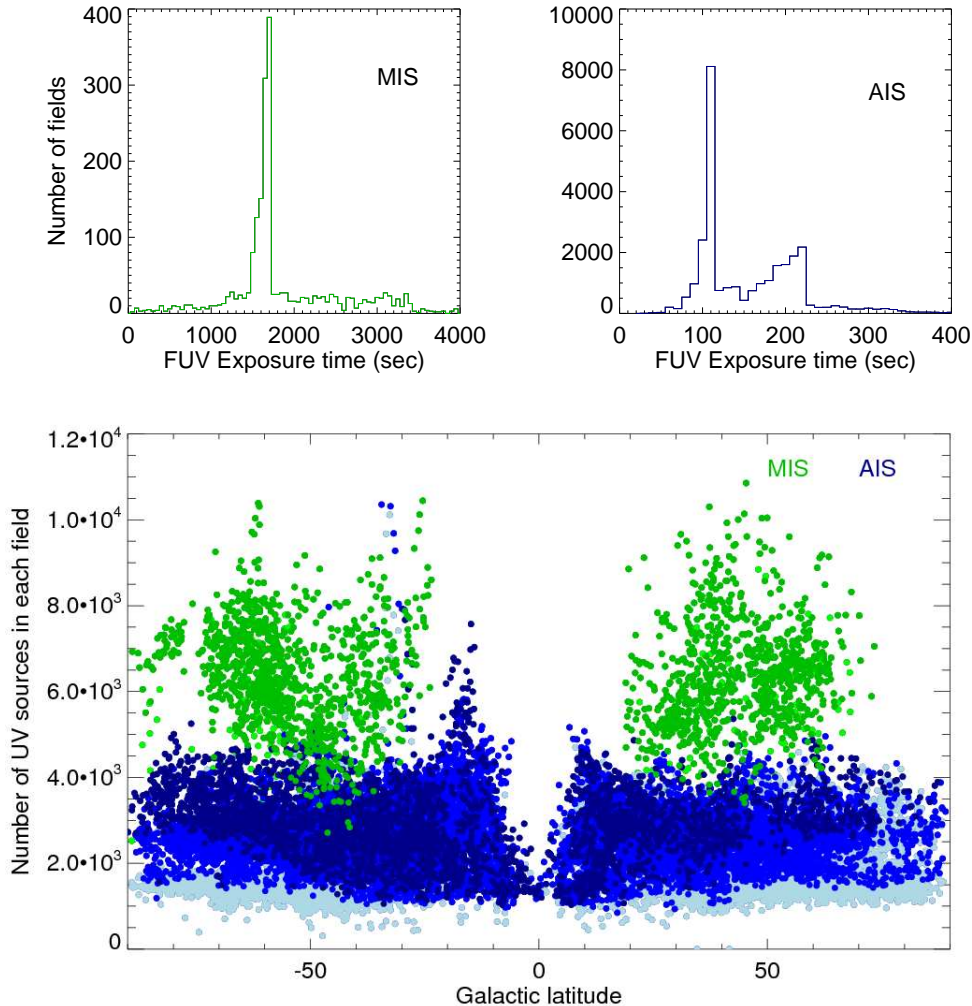 400
300
200
100
0
Number of fields
MIS
0 1000 2000 3000 4000
FUV Exposure time (sec)
10000
8000
6000
4000
2000
0
AIS
0 100 200 300 400
FUV Exposure time (sec)
1.2•10⁴
1.0•10⁴
8.0•10³
6.0•10³
4.0•10³
2.0•10³
0
Number of UV sources in each field
MIS AIS
-50 0 50
Galactic latitude